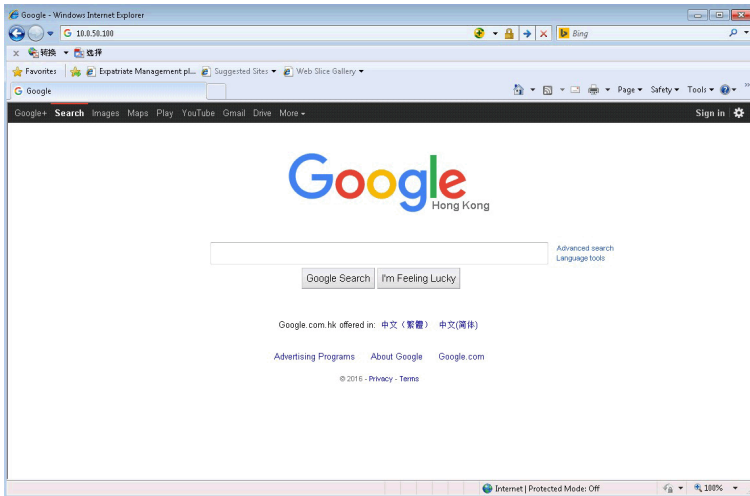 Google - Windows Internet Explorer
10.0.50.100
Bing
x 转换 选择
Favorites Expatriate Management pl... Suggested Sites Web Slice Gallery
Google
Page Safety Tools
Google+ Search Images Maps Play YouTube Gmail Drive More Sign in
Google
Hong Kong
Advanced search
Language tools
Google Search I'm Feeling Lucky
Google.com.hk offered in: 中文（繁體） 中文(简体)
Advertising Programs About Google Google.com
© 2016 - Privacy - Terms
Internet | Protected Mode: Off 100%